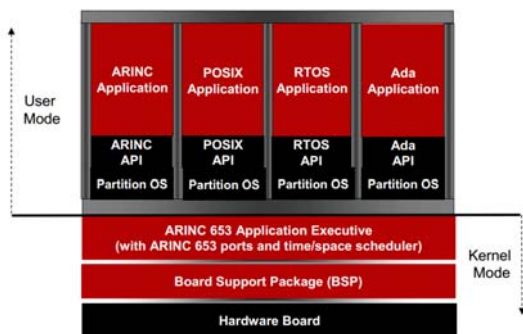 User
Mode
ARINC
Application
POSIX
Application
RTOS
Application
Ada
Application
ARINC
API
POSIX
API
RTOS
API
Ada
API
Partition OS
Partition OS
Partition OS
Partition OS
ARINC 653 Application Executive
(with ARINC 653 ports and time/space scheduler)
Kernel
Mode
Board Support Package (BSP)
Hardware Board